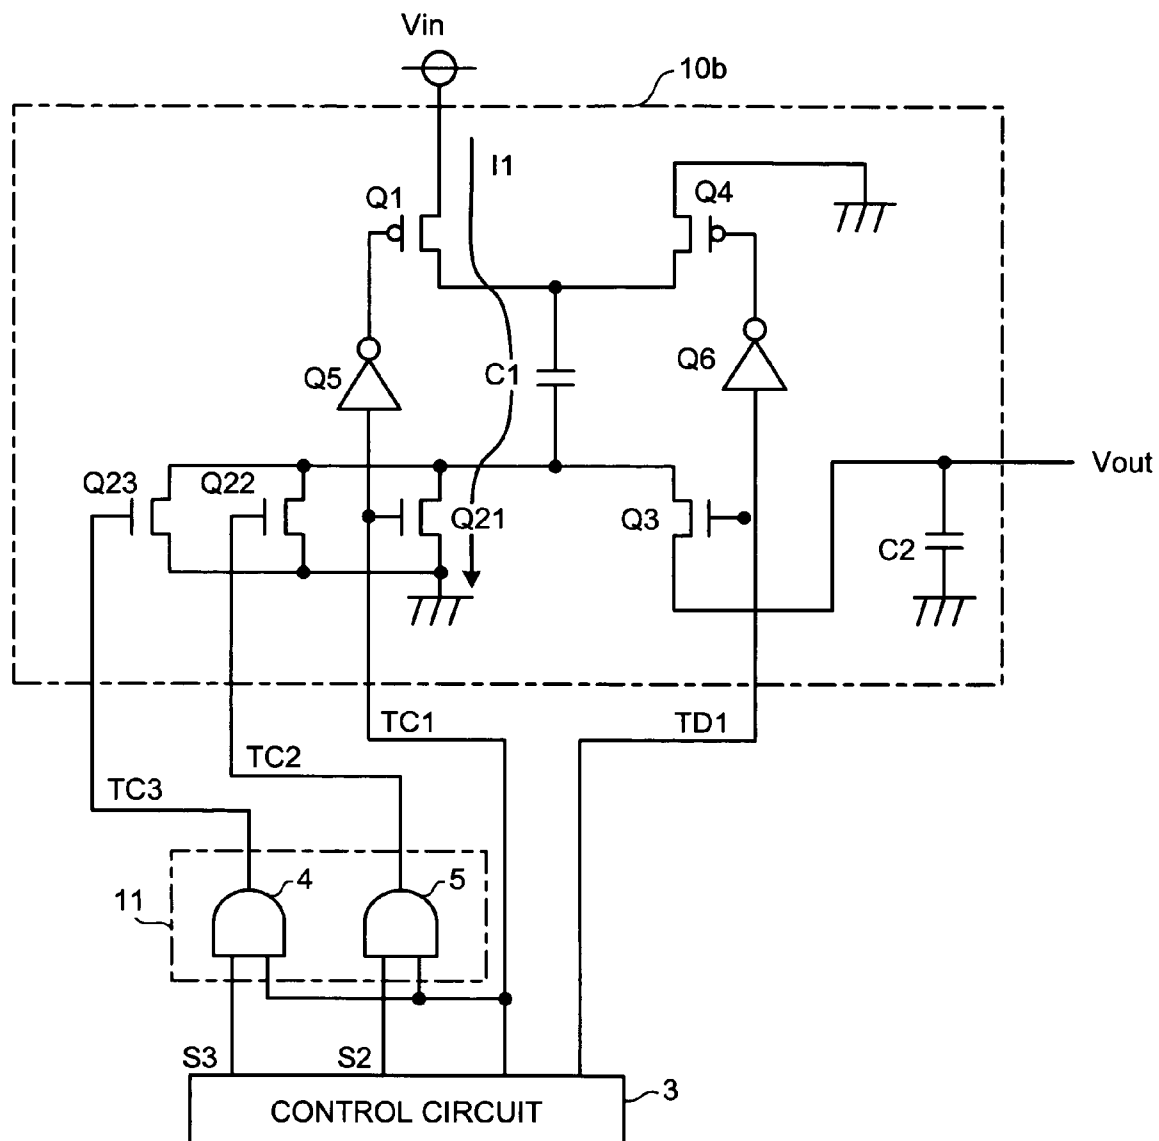 Vin
10b
I1
Q1
Q4
Q5
C1
Q6
Q23
Q22
Q21
Q3
Vout
C2
TC1
TD1
TC2
TC3
4
5
11
S3
S2
3
CONTROL CIRCUIT